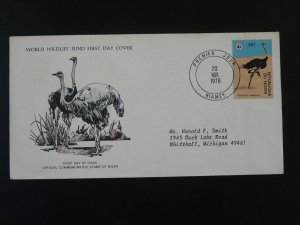 WORLD WILDLIFE FUND FIRST DAY COVER
PREMIER JOUR
20
1978
NIAMEY
FIRST DAY OF ISSUE
OFFICIAL COMMEMORATIVE STAMP OF NIGER
Mr. Harold F. Smith
2945 Duck Lake Road
Whitehall, Michigan 49461